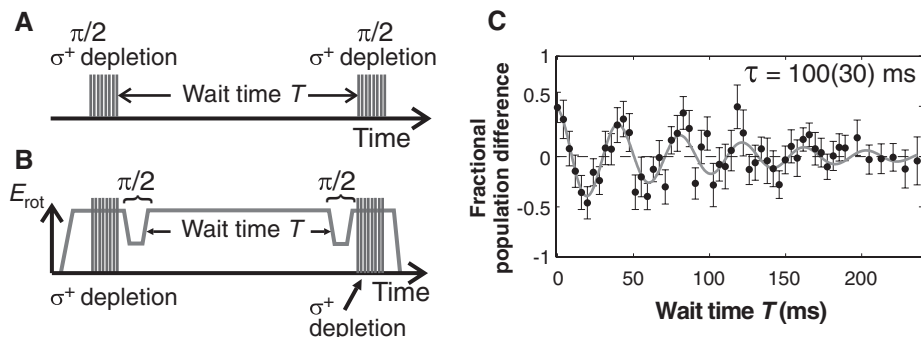 A
π/2
σ+ depletion
π/2
σ+ depletion
Wait time T
Time
B
Erot
π/2
π/2
Wait time T
Time
σ+ depletion
σ+
depletion
C
τ = 100(30) ms
Fractional
population difference
1
0.5
0
-0.5
-1
0 50 100 150 200
Wait time T (ms)